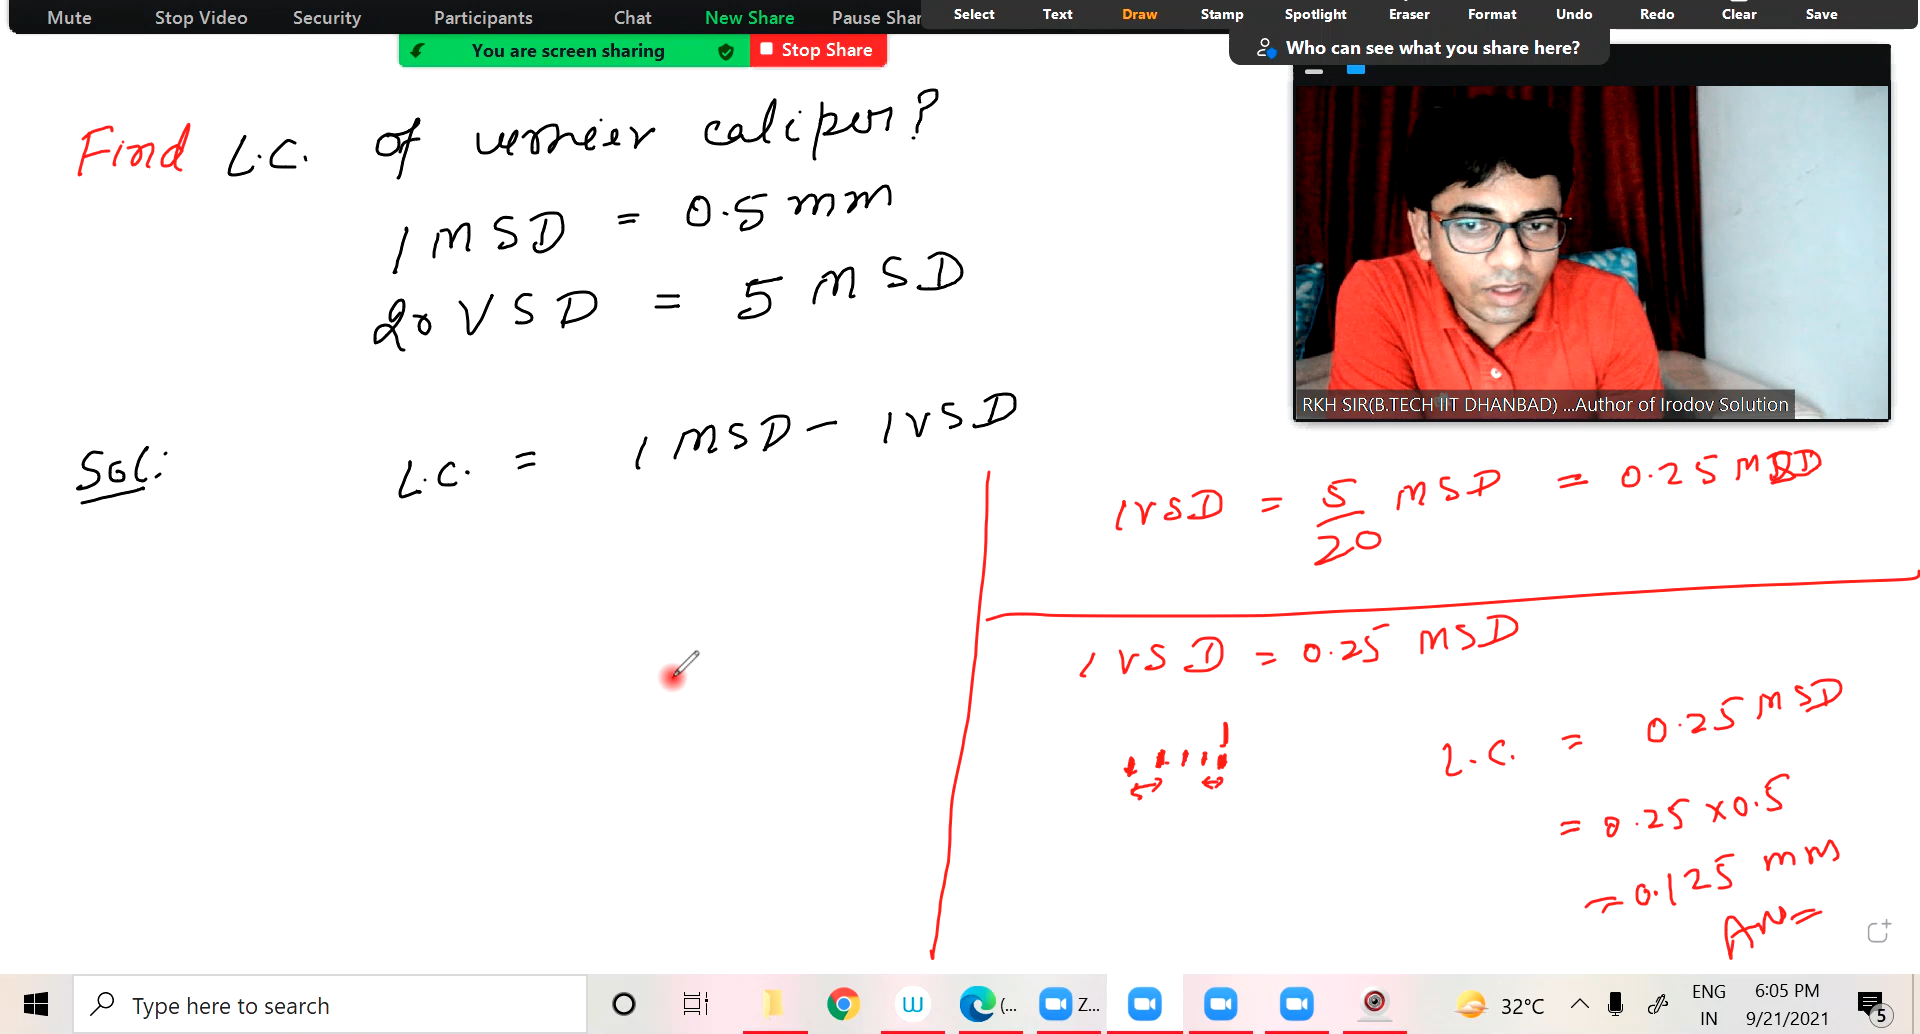 Mute Stop Video Security Participants Chat New Share Pause Shar Select Text Draw Stamp Spotlight Eraser Format Undo Redo Clear Save
You are screen sharing Stop Share Who can see what you share here?
Find L.C. of vernier caliper?
1 MSD = 0.5 mm
20 VSD = 5 MSD
RKH SIR(B.TECH IIT DHANBAD) ...Author of Irodov Solution
Sol: L.C. = 1 MSD - 1 VSD
1 VSD = 5/20 MSD = 0.25 MSD
1 VSD = 0.25 MSD
L.C. = 0.25 MSD
= 0.25 x 0.5
= 0.125 mm
Ans
Type here to search
(... Z... 32°C ENG IN 6:05 PM 9/21/2021 5